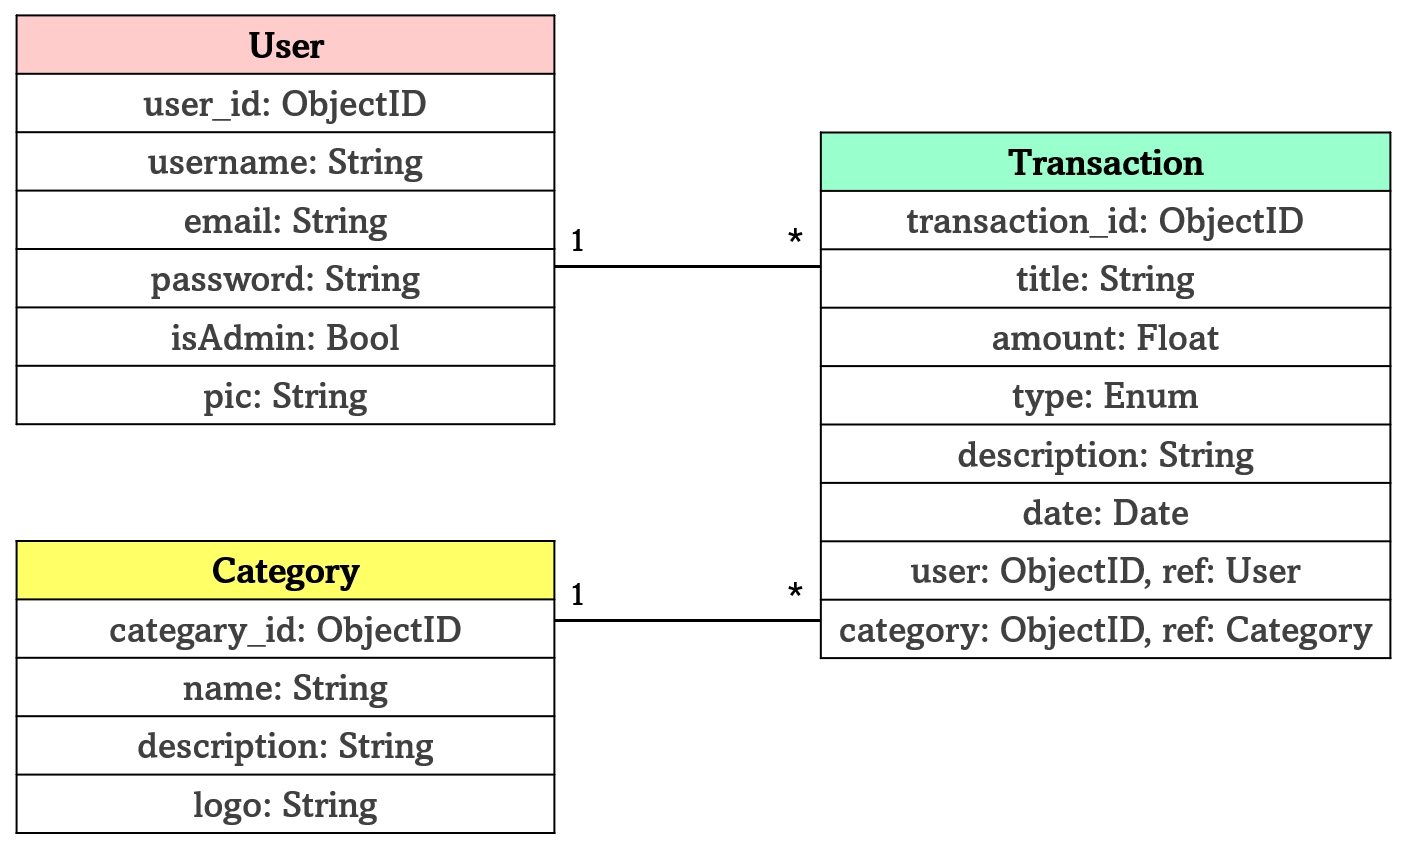 User
user_id: ObjectID
username: String
email: String
password: String
isAdmin: Bool
pic: String
1
*
Transaction
transaction_id: ObjectID
title: String
amount: Float
type: Enum
description: String
date: Date
user: ObjectID, ref: User
category: ObjectID, ref: Category
Category
categary_id: ObjectID
name: String
description: String
logo: String
1
*